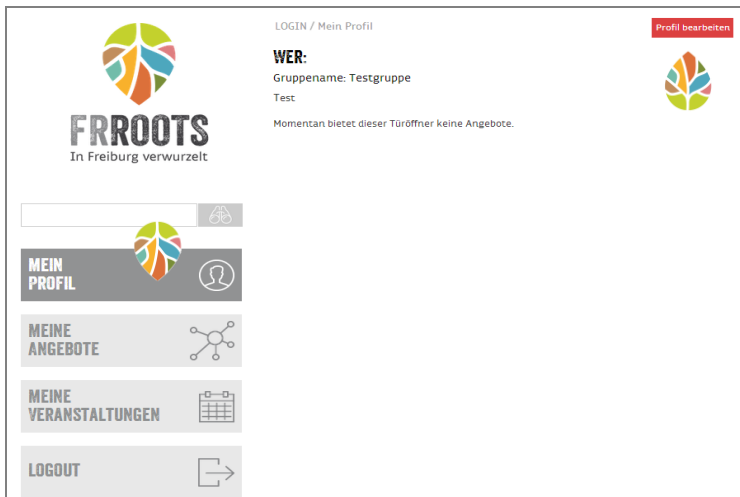 FRROOTS
In Freiburg verwurzelt
MEIN
PROFIL
MEINE
ANGEBOTE
MEINE
VERANSTALTUNGEN
LOGOUT
LOGIN / Mein Profil
Profil bearbeiten
WER:
Gruppename: Testgruppe
Test
Momentan bietet dieser Türöffner keine Angebote.